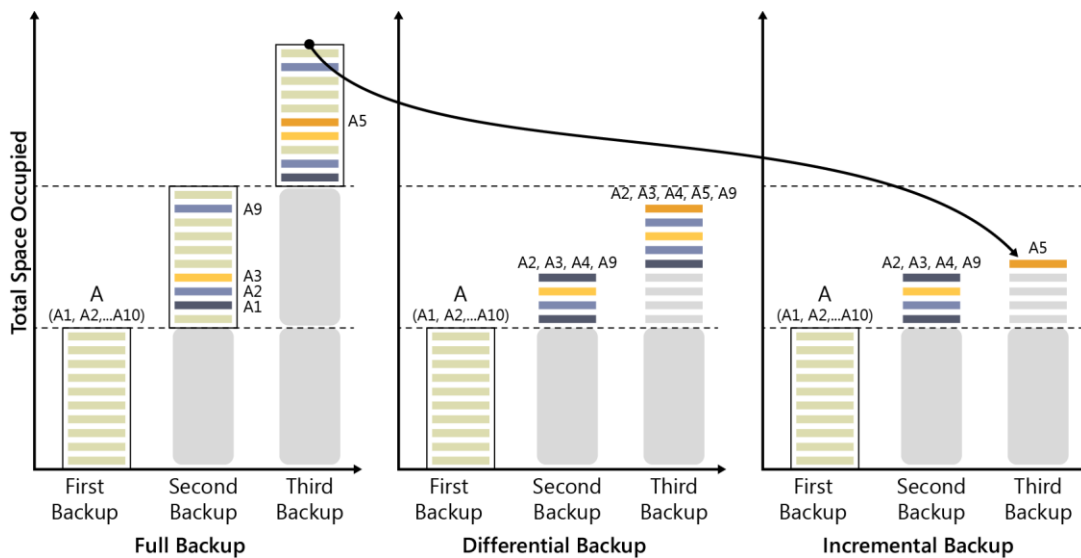 Total Space Occupied
A
(A1, A2,...A10)
A9
A3
A2
A1
A5
First
Backup
Second
Backup
Third
Backup
Full Backup
A
(A1, A2,...A10)
A2, A3, A4, A9
A2, A3, A4, A5, A9
First
Backup
Second
Backup
Third
Backup
Differential Backup
A
(A1, A2,...A10)
A2, A3, A4, A9
A5
First
Backup
Second
Backup
Third
Backup
Incremental Backup